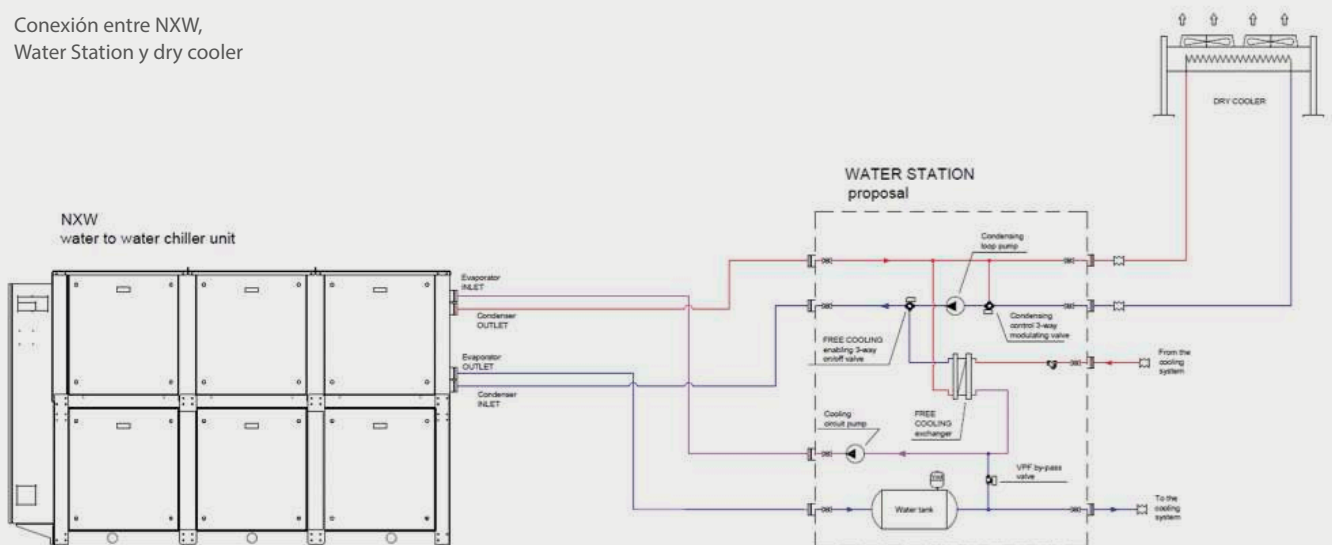 Conexión entre NXW,
Water Station y dry cooler
DRY COOLER
WATER STATION
proposal
NXW
water to water chiller unit
Condensing
loop pump
Evaporator
INLET
Condenser
OUTLET
FREE COOLING
enabling 3-way
on/off valve
Condensing
control 3-way
modulating valve
From the
cooling
system
Evaporator
OUTLET
Condenser
INLET
Cooling
circuit pump
FREE
COOLING
exchanger
VPF by-pass
valve
Water tank
To the
cooling
system